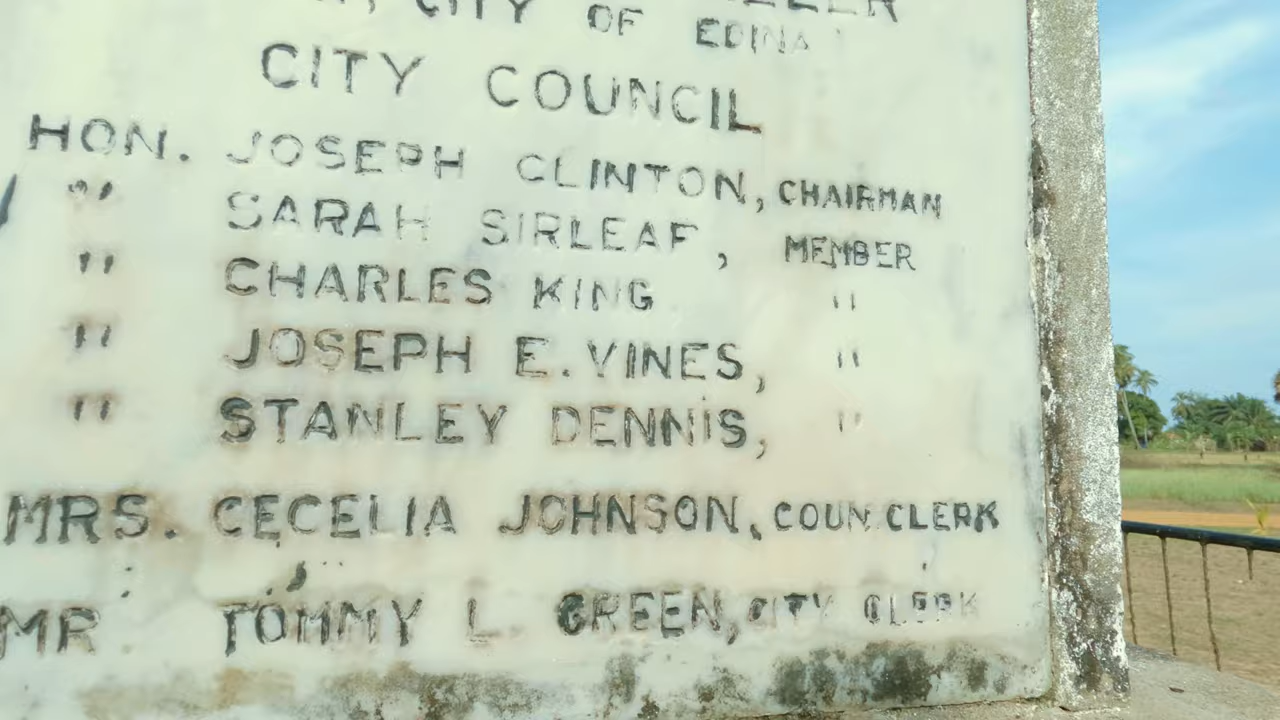 CITY OF EDINA
CITY COUNCIL
HON. JOSEPH CLINTON, CHAIRMAN
" SARAH SIRLEAF, MEMBER
" CHARLES KING "
" JOSEPH E. VINES, "
" STANLEY DENNIS, "
MRS. CECELIA JOHNSON, COUN. CLERK
MR TOMMY L. GREEN, CITY CLERK